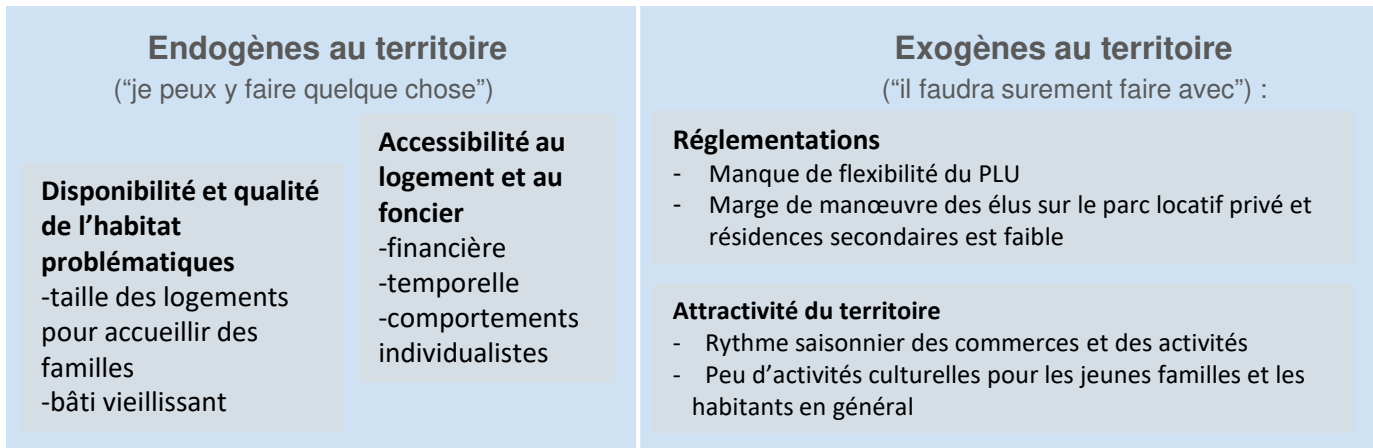 Endogènes au territoire
(“je peux y faire quelque chose”)
Disponibilité et qualité
de l’habitat
problématiques
-taille des logements
pour accueillir des
familles
-bâti vieillissant
Accessibilité au
logement et au
foncier
-financière
-temporelle
-comportements
individualistes
Exogènes au territoire
(“il faudra surement faire avec”) :
Réglementations
- Manque de flexibilité du PLU
- Marge de manœuvre des élus sur le parc locatif privé et
résidences secondaires est faible
Attractivité du territoire
- Rythme saisonnier des commerces et des activités
- Peu d’activités culturelles pour les jeunes familles et les
habitants en général